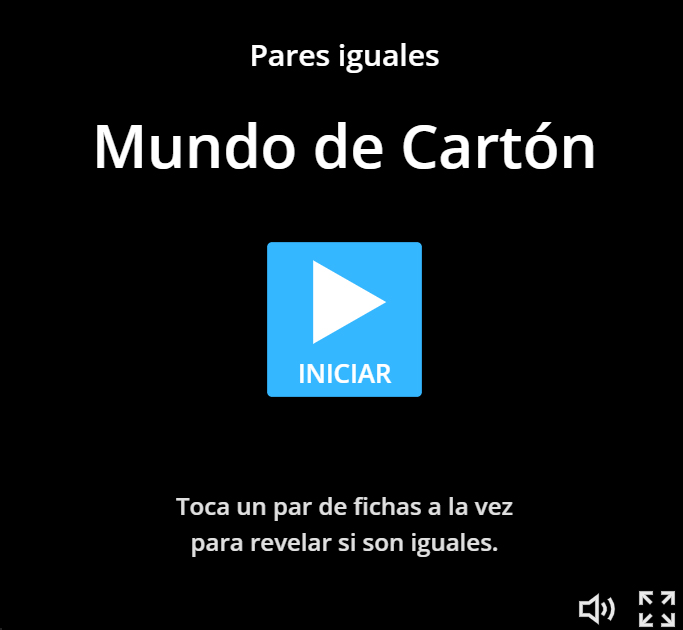 Pares iguales
Mundo de Cartón
INICIAR
Toca un par de fichas a la vez
para revelar si son iguales.